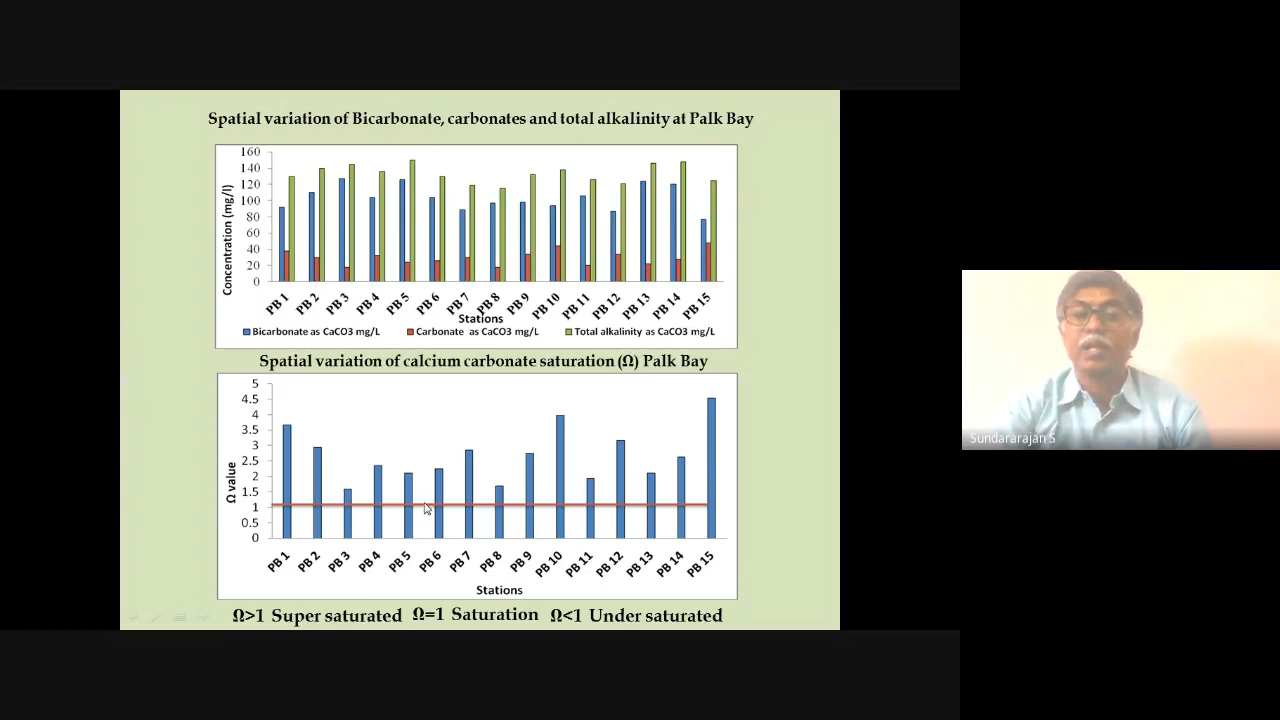 Spatial variation of Bicarbonate, carbonates and total alkalinity at Palk Bay
160
140
120
100
80
60
40
20
0
Concentration (mg/l)
PB 1 PB 2 PB 3 PB 4 PB 5 PB 6 PB 7 PB 8 PB 9 PB 10 PB 11 PB 12 PB 13 PB 14 PB 15
Stations
Bicarbonate as CaCO3 mg/L Carbonate as CaCO3 mg/L Total alkalinity as CaCO3 mg/L
Spatial variation of calcium carbonate saturation (Ω) Palk Bay
5
4.5
4
3.5
3
2.5
2
1.5
1
0.5
0
Ω value
PB 1 PB 2 PB 3 PB 4 PB 5 PB 6 PB 7 PB 8 PB 9 PB 10 PB 11 PB 12 PB 13 PB 14 PB 15
Stations
Ω>1 Super saturated Ω=1 Saturation Ω<1 Under saturated
Sundararajan S